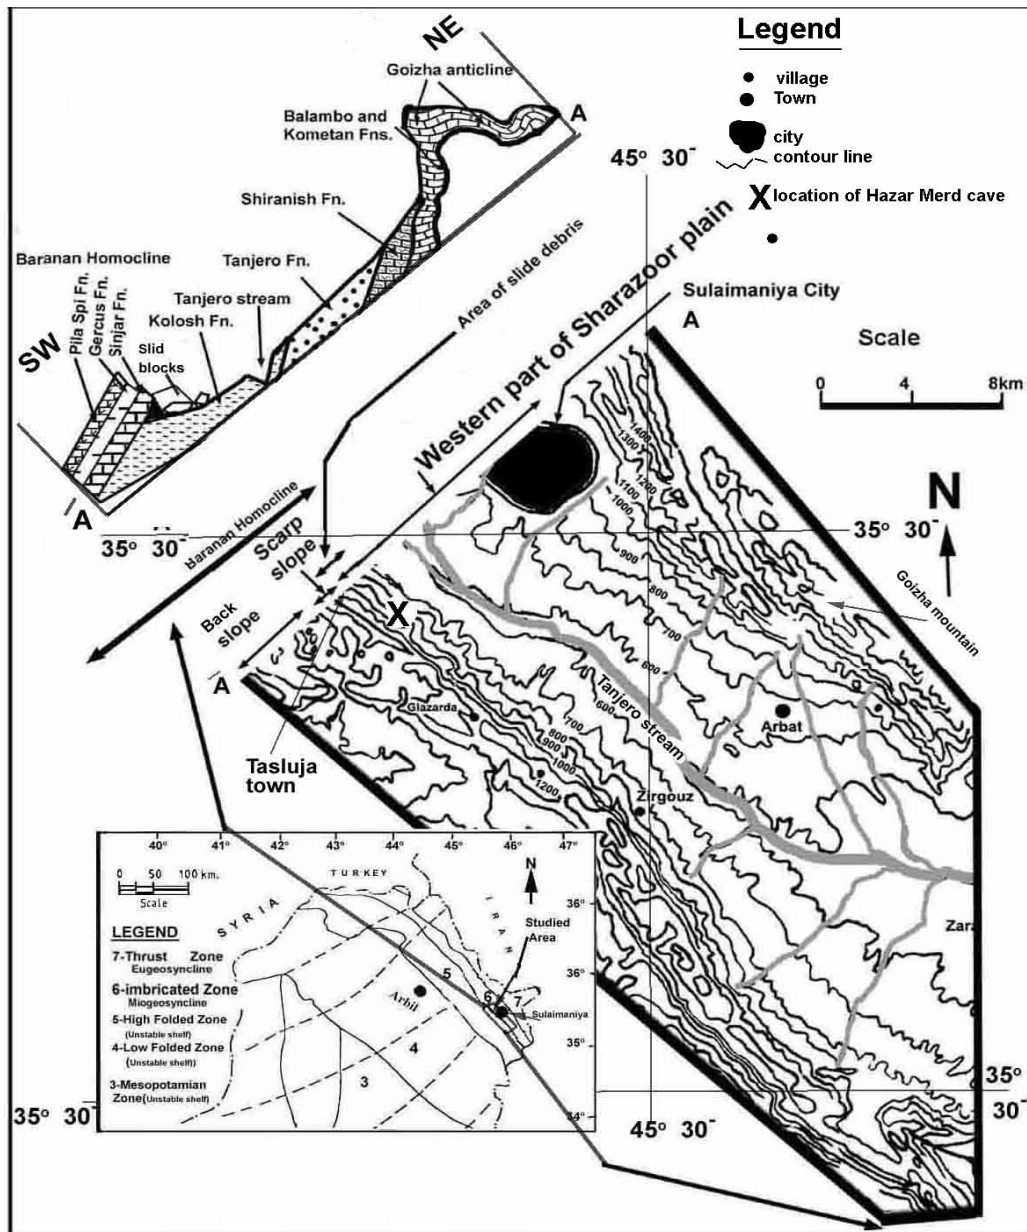 Legend
village
Town
city
contour line
X location of Hazar Merd cave
NE
Goizha anticline
A
Balambo and
Kometan Fns.
Shiranish Fn.
Tanjero Fn.
Tanjero stream
Kolosh Fn.
Baranan Homocline
Pila Spi Fn.
Gercus Fn.
Sinjar Fn.
Slid
blocks
SW
A
45° 30-
Area of slide debris
Western part of Sharazoor plain
Sulaimaniya City
A
Scale
0 4 8km
N
35° 30-
35° 30-
Baranan Homocline
Scarp
slope
Back
slope
A
X
1400
1300
1200
1100
1000
900
800
700
600
Goizha mountain
Tanjero stream
Arbat
Glazarda
600
700
800
900
1000
1200
Zirgouz
Tasluja
town
Zara
35°
30-
45° 30-
35° 30-
40° 41° 42° 43° 44° 45° 46° 47°
0 50 100 km.
Scale
TURKEY
SYRIA
IRAN
N
Studied
Area
36°
36°
35°
34°
LEGEND
7-Thrust Zone
Eugeosyncline
6-imbricated Zone
Miogeosyncline
5-High Folded Zone
(Unstable shelf)
4-Low Folded Zone
(Unstable shelf))
3-Mesopotamian
Zone(Unstable shelf)
5
6
7
Sulaimaniya
Arbil
4
3